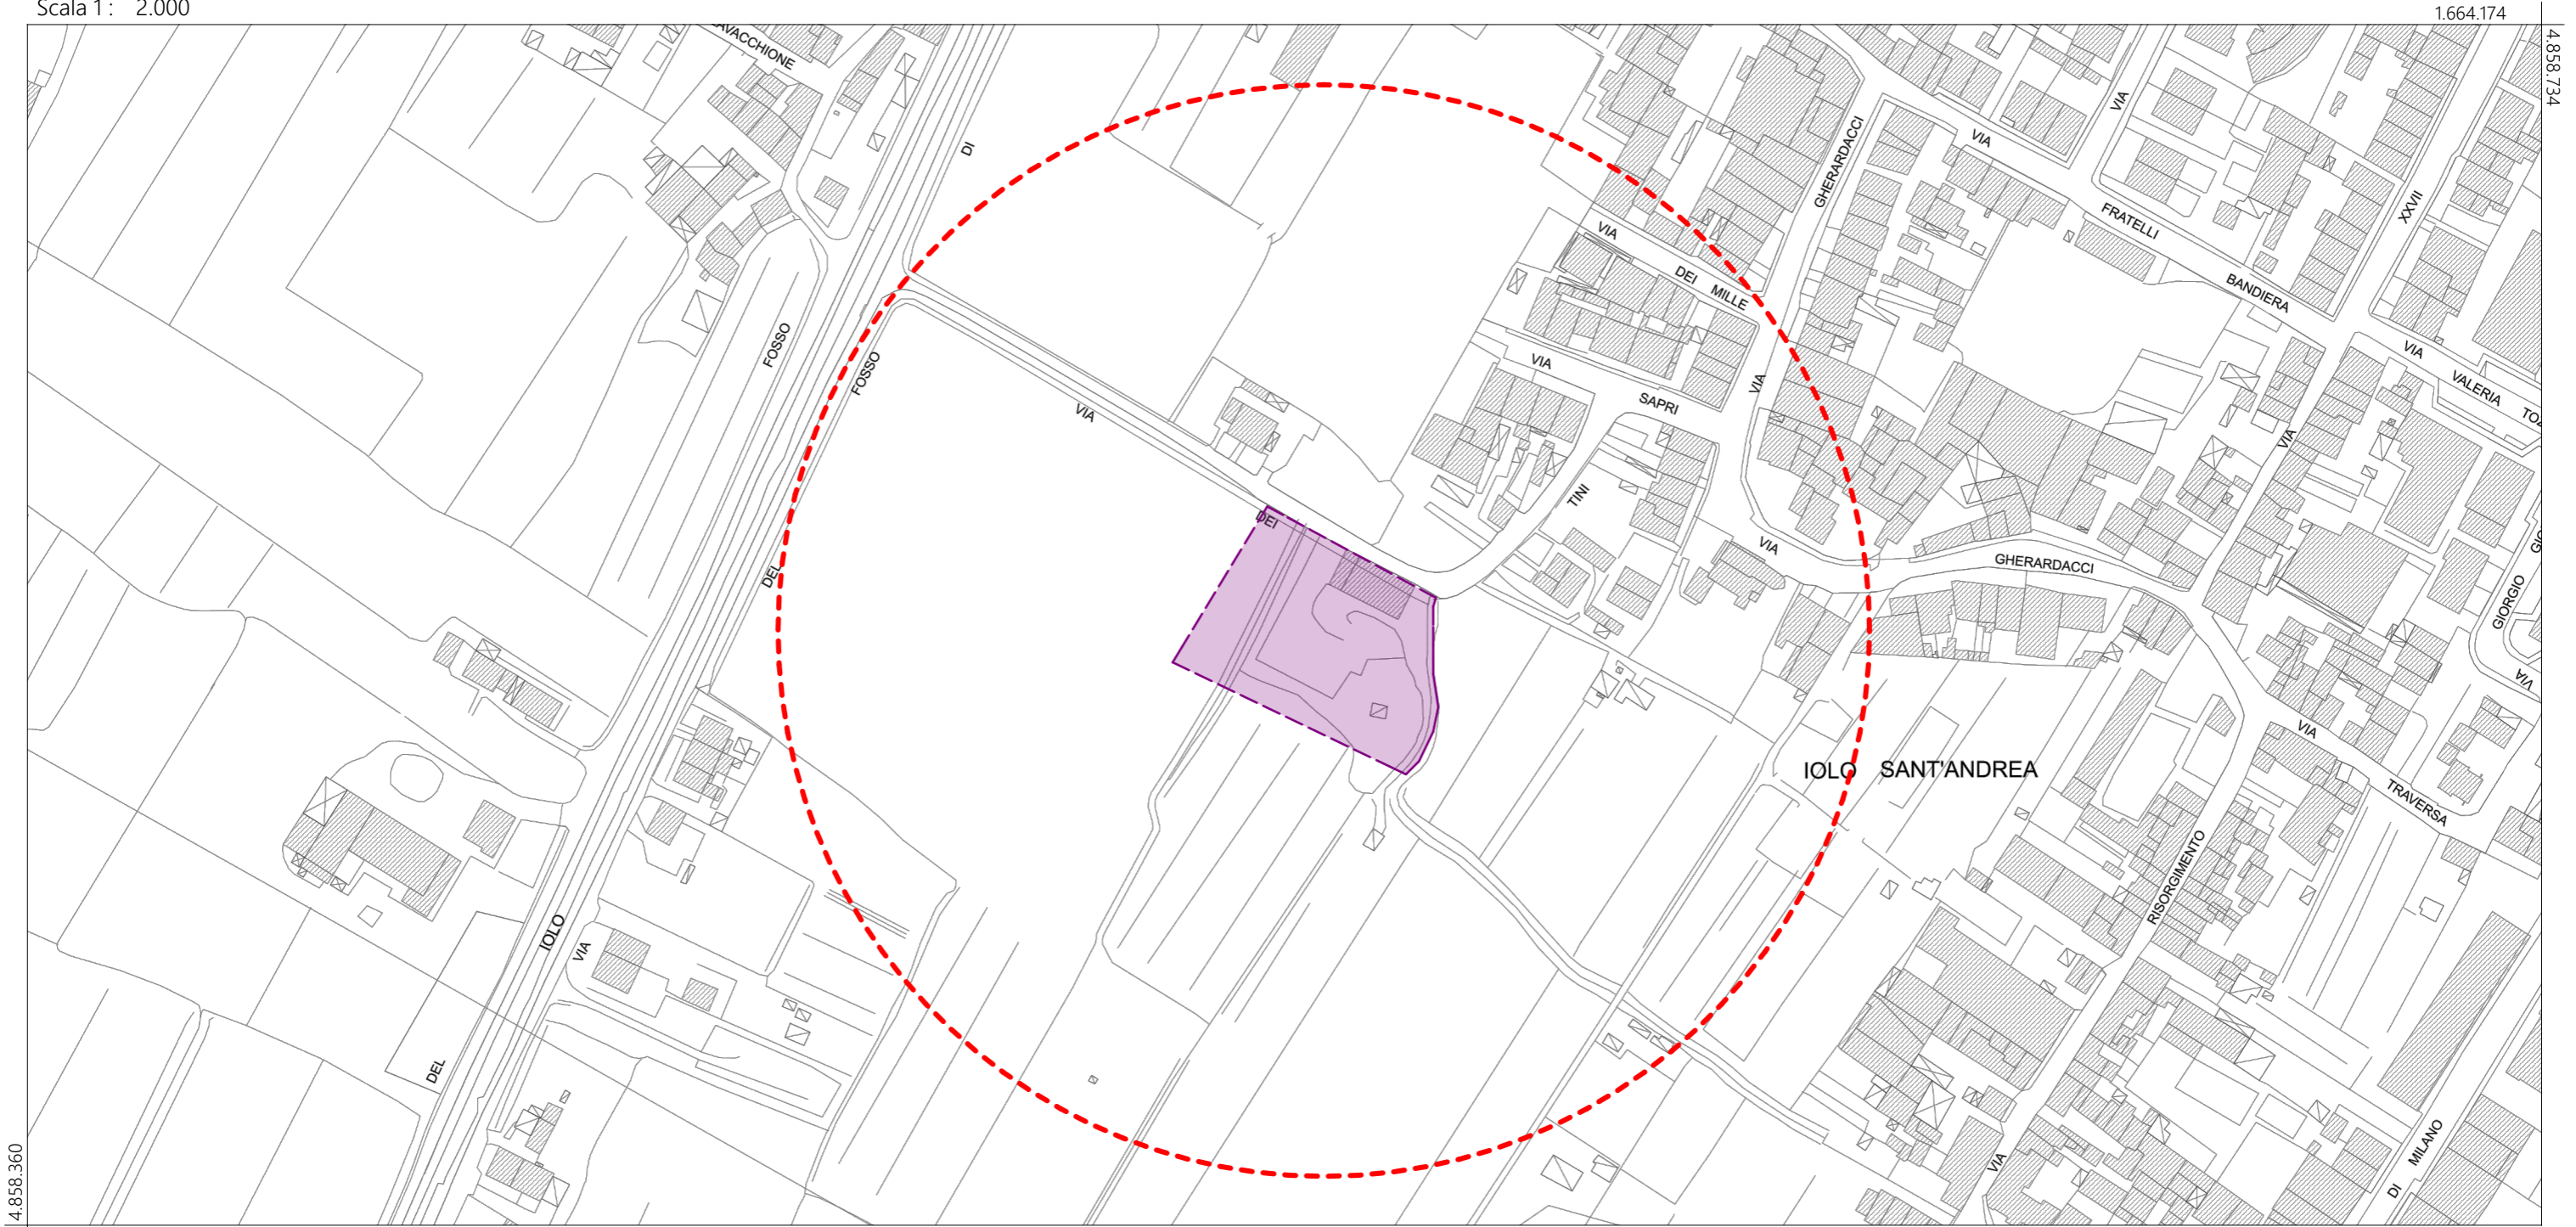 Scala 1 : 2.000
1.664.174
4.858.734
AVACCHIONE
DI
VIA
GHERARDACCI
VIA
XXVII
FRATELLI
VIA
DEI MILLE
BANDIERA
FOSSO
FOSSO
VIA
VIA
SAPRI
VIA
VIA
VALERIA
VIA
TINI
DEI
VIA
GHERARDACCI
DEL
GIORGIO
VIA
VIA
IOLO SANT'ANDREA
TRAVERSA
RISORGIMENTO
IOLO
VIA
DEL
VIA
MILANO
DI
4.858.360